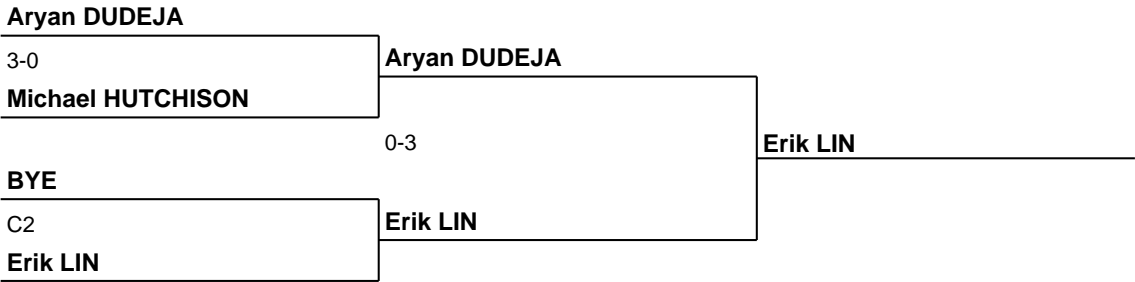 Aryan DUDEJA
3-0
Aryan DUDEJA
Michael HUTCHISON
0-3
Erik LIN
BYE
C2
Erik LIN
Erik LIN